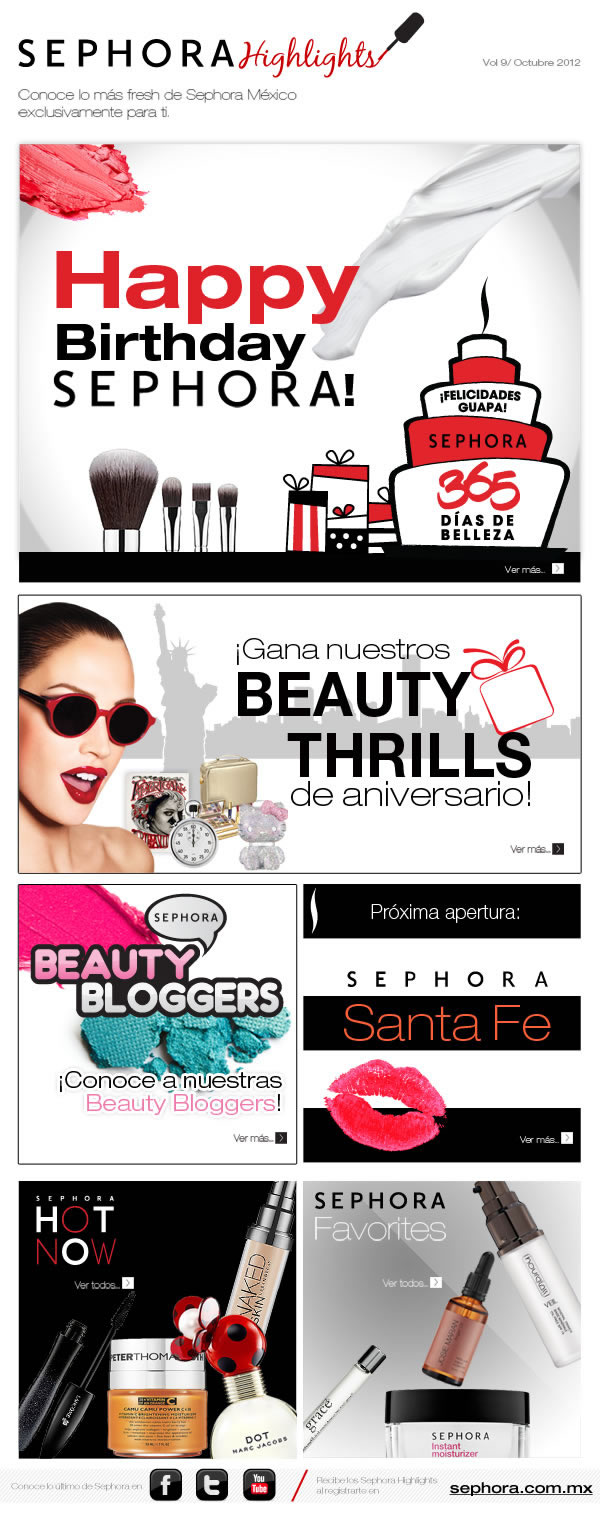 SEPHORA Highlights
Vol 9/ Octubre 2012
Conoce lo más fresh de Sephora México
exclusivamente para ti.
Happy
Birthday
SEPHORA!
¡FELICIDADES
GUAPA!
SEPHORA
365
DÍAS DE
BELLEZA
Ver más...
¡Gana nuestros
BEAUTY
THRILLS
de aniversario!
Ver más...
SEPHORA
BEAUTY
BLOGGERS
¡Conoce a nuestras
Beauty Bloggers!
Ver más...
Próxima apertura:
SEPHORA
Santa Fe
Ver más...
SEPHORA
HOT
NOW
Ver todos...
NAKED
SKIN
PETER THOMAS
CAMU CAMU POWER
DOT
MARC JACOBS
SEPHORA
Favorites
Ver todos...
hourglass
VEIL
JOSIE MARAN
grace
SEPHORA
Instant
moisturizer
Conoce lo último de Sephora en
f
t
You
Tube
Recibe los Sephora Highlights
al registrarte en
sephora.com.mx